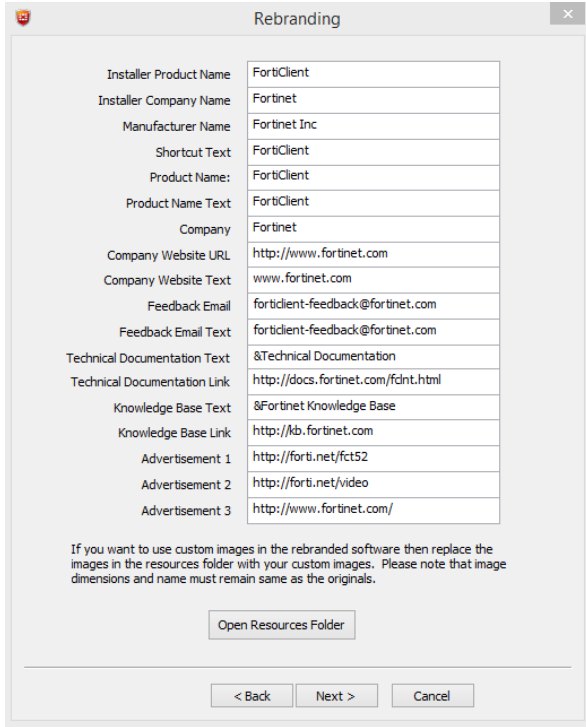 Rebranding
Installer Product Name FortiClient
Installer Company Name Fortinet
Manufacturer Name Fortinet Inc
Shortcut Text FortiClient
Product Name: FortiClient
Product Name Text FortiClient
Company Fortinet
Company Website URL http://www.fortinet.com
Company Website Text www.fortinet.com
Feedback Email forticlient-feedback@fortinet.com
Feedback Email Text forticlient-feedback@fortinet.com
Technical Documentation Text &Technical Documentation
Technical Documentation Link http://docs.fortinet.com/fclnt.html
Knowledge Base Text &Fortinet Knowledge Base
Knowledge Base Link http://kb.fortinet.com
Advertisement 1 http://forti.net/fct52
Advertisement 2 http://forti.net/video
Advertisement 3 http://www.fortinet.com/
If you want to use custom images in the rebranded software then replace the
images in the resources folder with your custom images. Please note that image
dimensions and name must remain same as the originals.
Open Resources Folder
< Back Next > Cancel